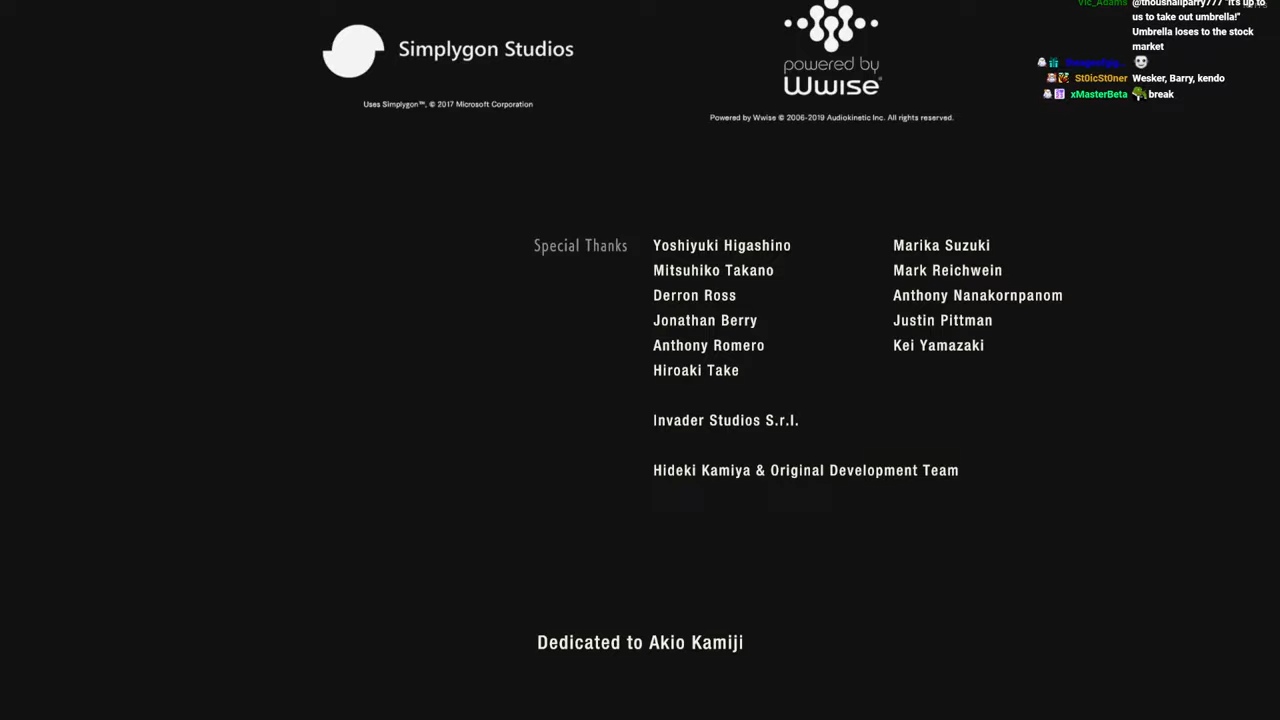 Simplygon Studios
Uses Simplygon™, © 2017 Microsoft Corporation
powered by
Wwise®
Powered by Wwise © 2006-2019 Audiokinetic Inc. All rights reserved.
Vic_Adams @thoushallparry777 "It's up to
us to take out umbrella!"
Umbrella loses to the stock
market
St0icSt0ner Wesker, Barry, kendo
xMasterBeta break
Special Thanks
Yoshiyuki Higashino
Mitsuhiko Takano
Derron Ross
Jonathan Berry
Anthony Romero
Hiroaki Take
Marika Suzuki
Mark Reichwein
Anthony Nanakornpanom
Justin Pittman
Kei Yamazaki
Invader Studios S.r.l.
Hideki Kamiya & Original Development Team
Dedicated to Akio Kamiji